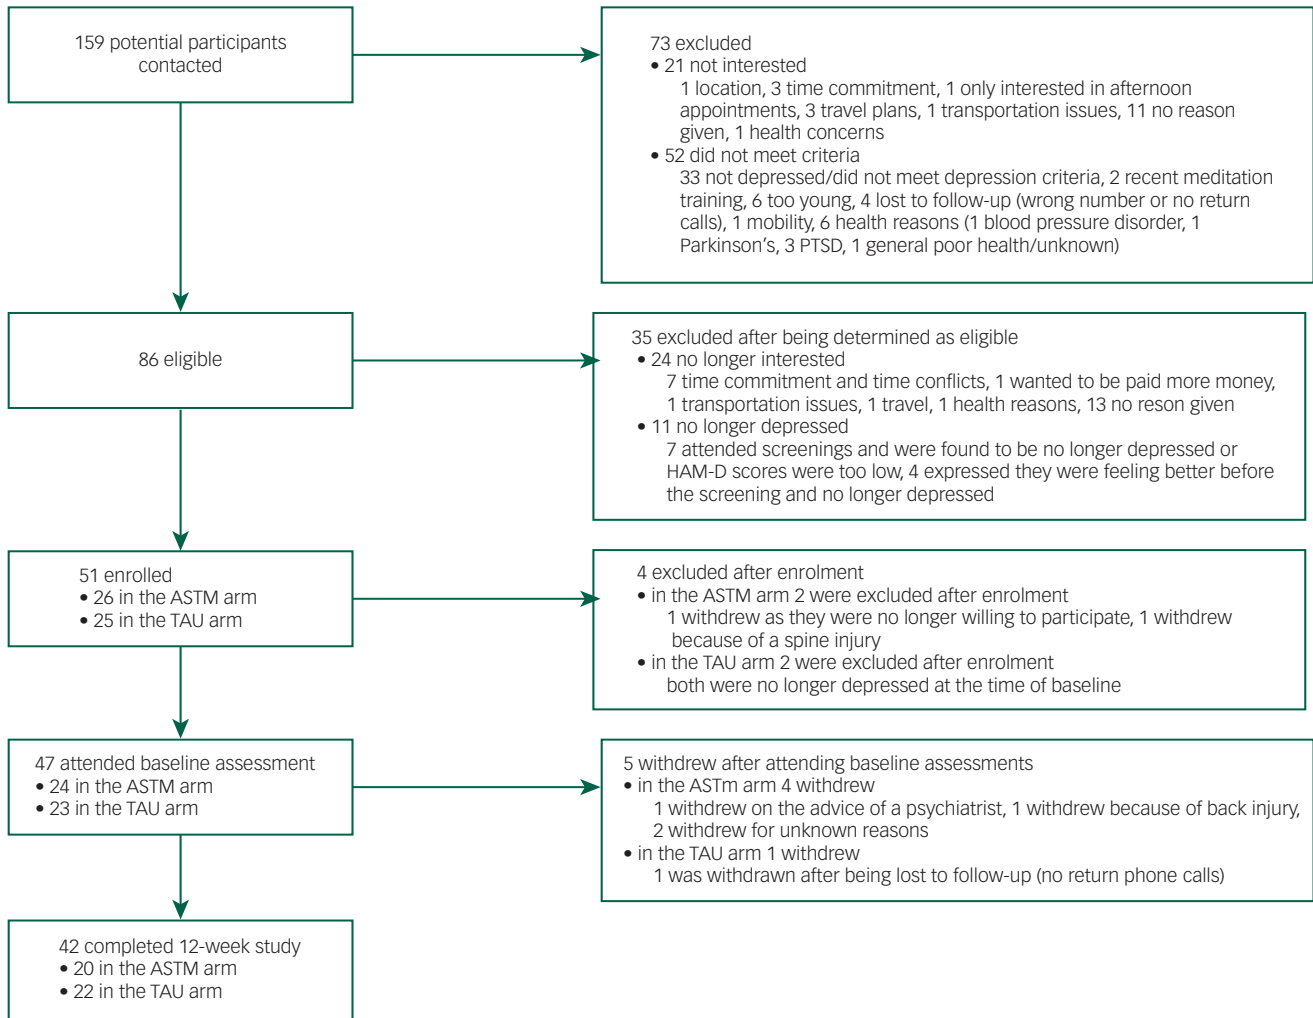 159 potential participants
contacted
73 excluded
• 21 not interested
1 location, 3 time commitment, 1 only interested in afternoon
appointments, 3 travel plans, 1 transportation issues, 11 no reason
given, 1 health concerns
• 52 did not meet criteria
33 not depressed/did not meet depression criteria, 2 recent meditation
training, 6 too young, 4 lost to follow-up (wrong number or no return
calls), 1 mobility, 6 health reasons (1 blood pressure disorder, 1
Parkinson's, 3 PTSD, 1 general poor health/unknown)
86 eligible
35 excluded after being determined as eligible
• 24 no longer interested
7 time commitment and time conflicts, 1 wanted to be paid more money,
1 transportation issues, 1 travel, 1 health reasons, 13 no reson given
• 11 no longer depressed
7 attended screenings and were found to be no longer depressed or
HAM-D scores were too low, 4 expressed they were feeling better before
the screening and no longer depressed
51 enrolled
• 26 in the ASTM arm
• 25 in the TAU arm
4 excluded after enrolment
• in the ASTM arm 2 were excluded after enrolment
1 withdrew as they were no longer willing to participate, 1 withdrew
because of a spine injury
• in the TAU arm 2 were excluded after enrolment
both were no longer depressed at the time of baseline
47 attended baseline assessment
• 24 in the ASTM arm
• 23 in the TAU arm
5 withdrew after attending baseline assessments
• in the ASTm arm 4 withdrew
1 withdrew on the advice of a psychiatrist, 1 withdrew because of back injury,
2 withdrew for unknown reasons
• in the TAU arm 1 withdrew
1 was withdrawn after being lost to follow-up (no return phone calls)
42 completed 12-week study
• 20 in the ASTM arm
• 22 in the TAU arm